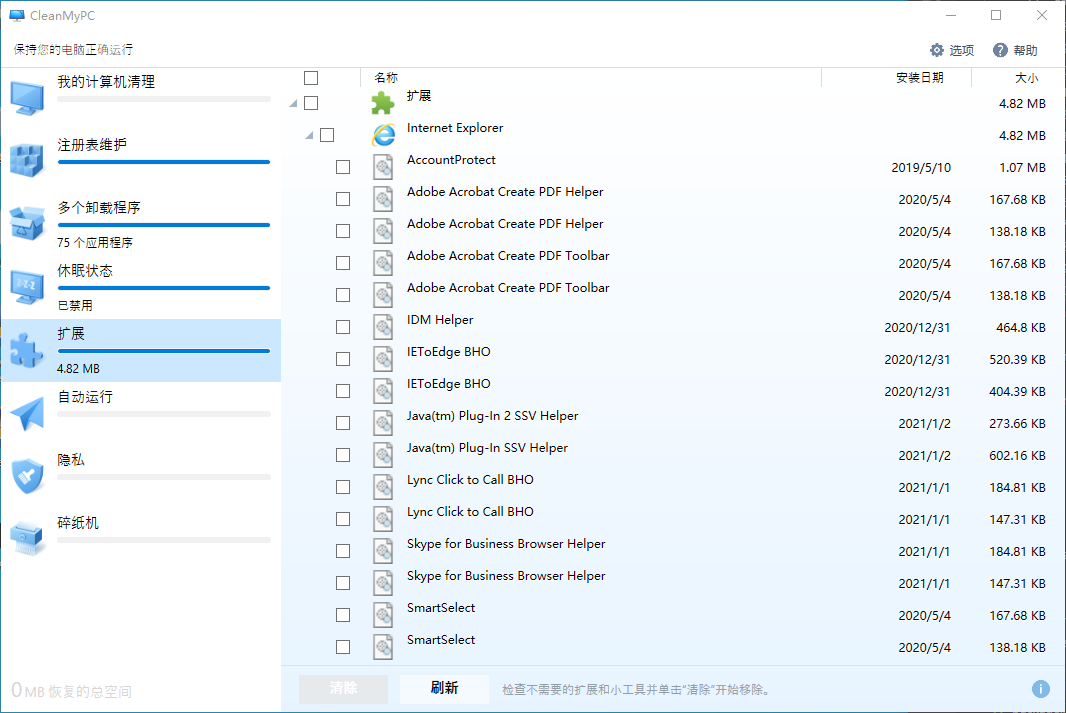 CleanMyPC
保持您的电脑正确运行
选项 帮助
我的计算机清理
注册表维护
多个卸载程序
75 个应用程序
休眠状态
已禁用
扩展
4.82 MB
自动运行
隐私
碎纸机
0 MB 恢复的总空间
名称 安装日期 大小
扩展 4.82 MB
Internet Explorer 4.82 MB
AccountProtect 2019/5/10 1.07 MB
Adobe Acrobat Create PDF Helper 2020/5/4 167.68 KB
Adobe Acrobat Create PDF Helper 2020/5/4 138.18 KB
Adobe Acrobat Create PDF Toolbar 2020/5/4 167.68 KB
Adobe Acrobat Create PDF Toolbar 2020/5/4 138.18 KB
IDM Helper 2020/12/31 464.8 KB
IEToEdge BHO 2020/12/31 520.39 KB
IEToEdge BHO 2020/12/31 404.39 KB
Java(tm) Plug-In 2 SSV Helper 2021/1/2 273.66 KB
Java(tm) Plug-In SSV Helper 2021/1/2 602.16 KB
Lync Click to Call BHO 2021/1/1 184.81 KB
Lync Click to Call BHO 2021/1/1 147.31 KB
Skype for Business Browser Helper 2021/1/1 184.81 KB
Skype for Business Browser Helper 2021/1/1 147.31 KB
SmartSelect 2020/5/4 167.68 KB
SmartSelect 2020/5/4 138.18 KB
清除 刷新 检查不需要的扩展和小工具并单击“清除”开始移除。